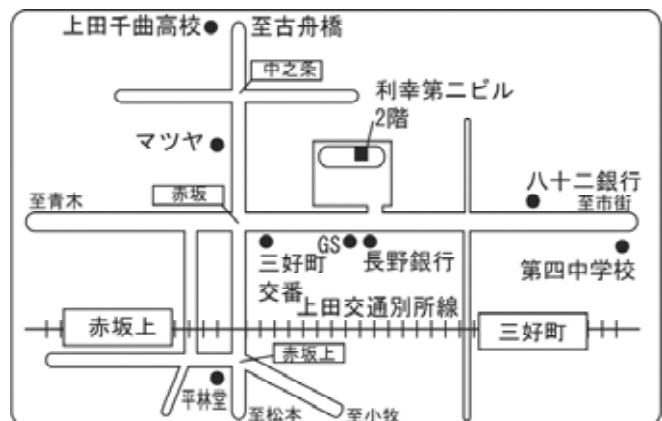 上田千曲高校
至古舟橋
中之条
利幸第二ビル
2階
マツヤ
八十二銀行
至青木
赤坂
至市街
三好町
交番
GS
長野銀行
第四中学校
上田交通別所線
赤坂上
三好町
赤坂上
平林堂
至松本
至小牧